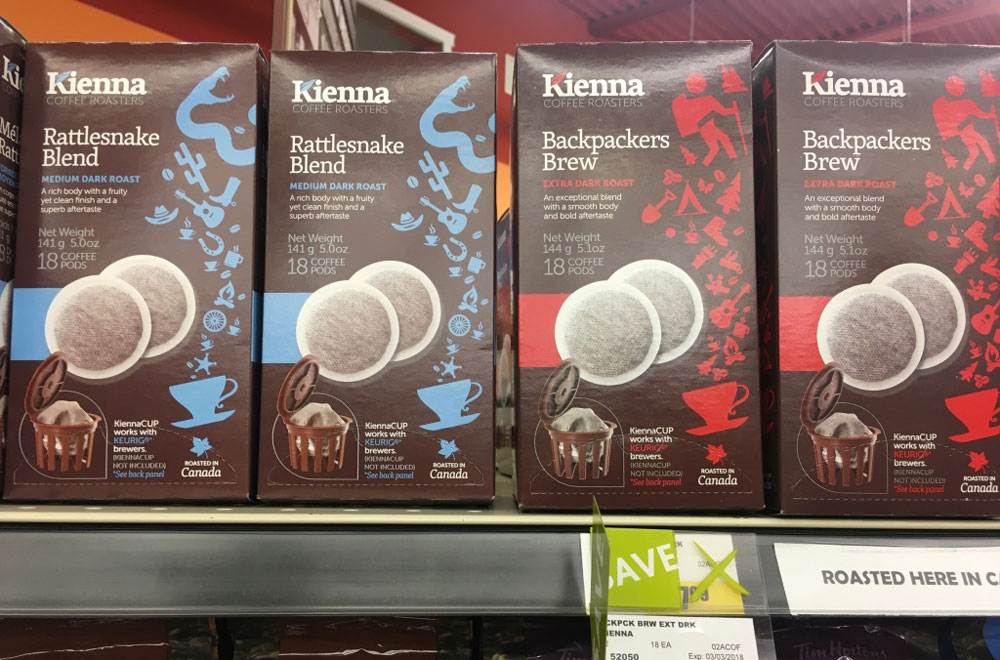 Kienna
COFFEE ROASTERS
Rattlesnake
Blend
MEDIUM DARK ROAST
A rich body with a fruity
yet clean finish and a
superb aftertaste
Net Weight
141 g 5.0oz
18 COFFEE
PODS
KiennaCUP
works with
KEURIG®*
brewers.
(KIENNACUP
NOT INCLUDED)
*See back panel
ROASTED IN
Canada
Kienna
COFFEE ROASTERS
Rattlesnake
Blend
MEDIUM DARK ROAST
A rich body with a fruity
yet clean finish and a
superb aftertaste
Net Weight
141 g 5.0oz
18 COFFEE
PODS
KiennaCUP
works with
KEURIG®*
brewers.
(KIENNACUP
NOT INCLUDED)
*See back panel
ROASTED IN
Canada
Kienna
COFFEE ROASTERS
Backpackers
Brew
EXTRA DARK ROAST
An exceptional blend
with a smooth body
and bold aftertaste
Net Weight
144 g 5.1oz
18 COFFEE
PODS
KiennaCUP
works with
KEURIG®*
brewers.
(KIENNACUP
NOT INCLUDED)
*See back panel
ROASTED IN
Canada
Kienna
COFFEE ROASTERS
Backpackers
Brew
EXTRA DARK ROAST
An exceptional blend
with a smooth body
and bold aftertaste
Net Weight
144 g 5.1oz
18 COFFEE
PODS
KiennaCUP
works with
KEURIG®*
brewers.
(KIENNACUP
NOT INCLUDED)
*See back panel
ROASTED IN
Canada
SAVE
CKPCK BRW EXT DRK
IENNA
18 EA 02ACOF
52050 Exp: 03/03/2018
ROASTED HERE IN CA
Tim Hortons